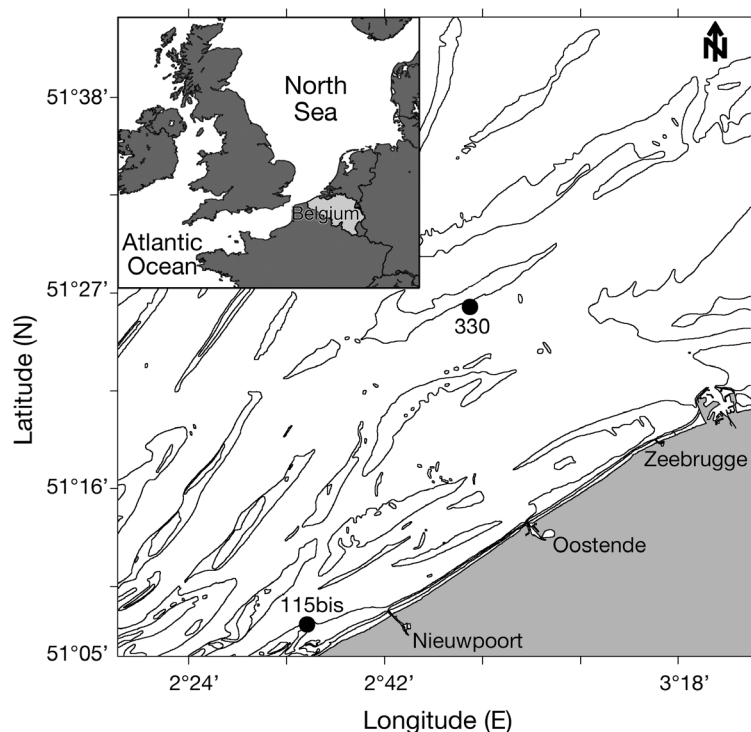 N
51°38’
North
Sea
Belgium
Atlantic
Ocean
51°27’
330
Latitude (N)
Zeebrugge
51°16’
Oostende
115bis
Nieuwpoort
51°05’
2°24’
2°42’
3°18’
Longitude (E)